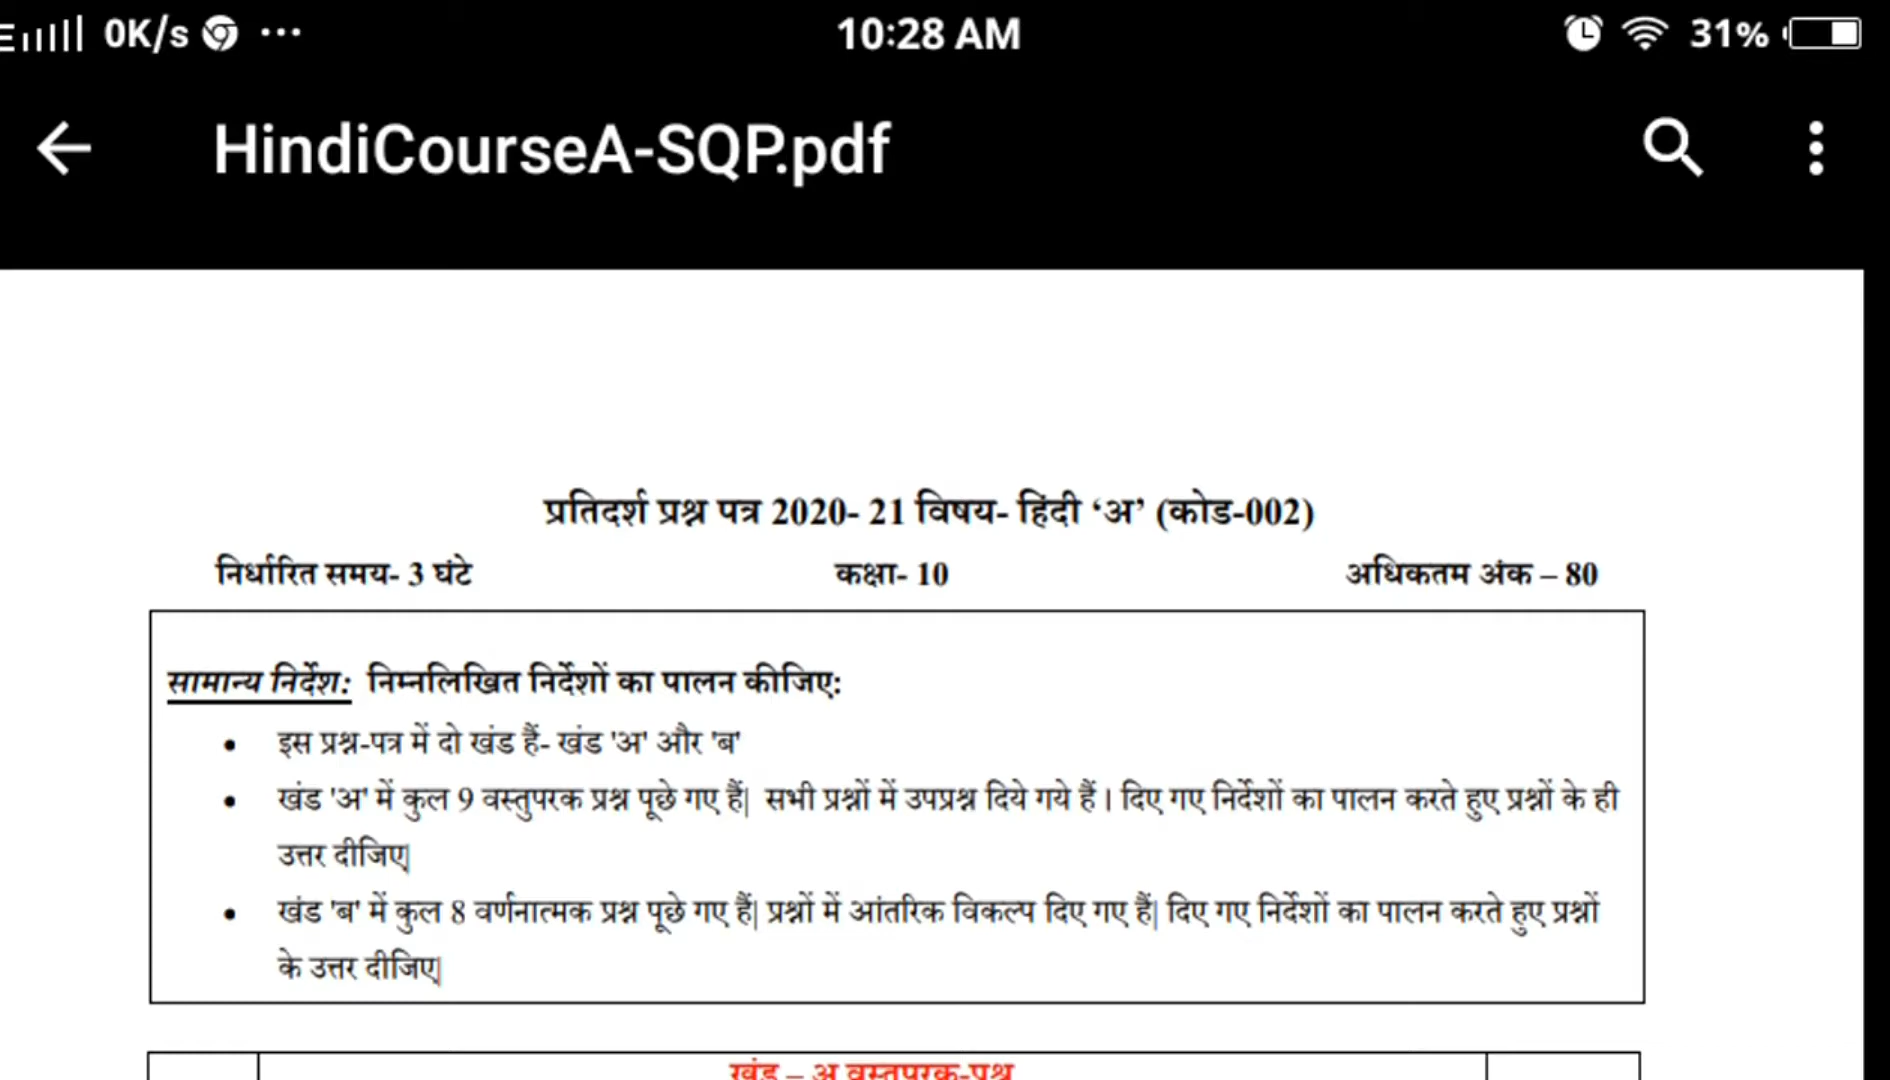 0K/s ... 10:28 AM 31%
HindiCourseA-SQP.pdf
प्रतिदर्श प्रश्न पत्र 2020- 21 विषय- हिंदी ‘अ’ (कोड-002)
निर्धारित समय- 3 घंटे कक्षा- 10 अधिकतम अंक – 80
सामान्य निर्देश: निम्नलिखित निर्देशों का पालन कीजिए:
• इस प्रश्न-पत्र में दो खंड हैं- खंड 'अ' और 'ब'
• खंड 'अ' में कुल 9 वस्तुपरक प्रश्न पूछे गए हैं| सभी प्रश्नों में उपप्रश्न दिये गये हैं । दिए गए निर्देशों का पालन करते हुए प्रश्नों के ही
उत्तर दीजिए|
• खंड 'ब' में कुल 8 वर्णनात्मक प्रश्न पूछे गए हैं| प्रश्नों में आंतरिक विकल्प दिए गए हैं| दिए गए निर्देशों का पालन करते हुए प्रश्नों
के उत्तर दीजिए|
खंड – अ वस्तुपरक-प्रश्न